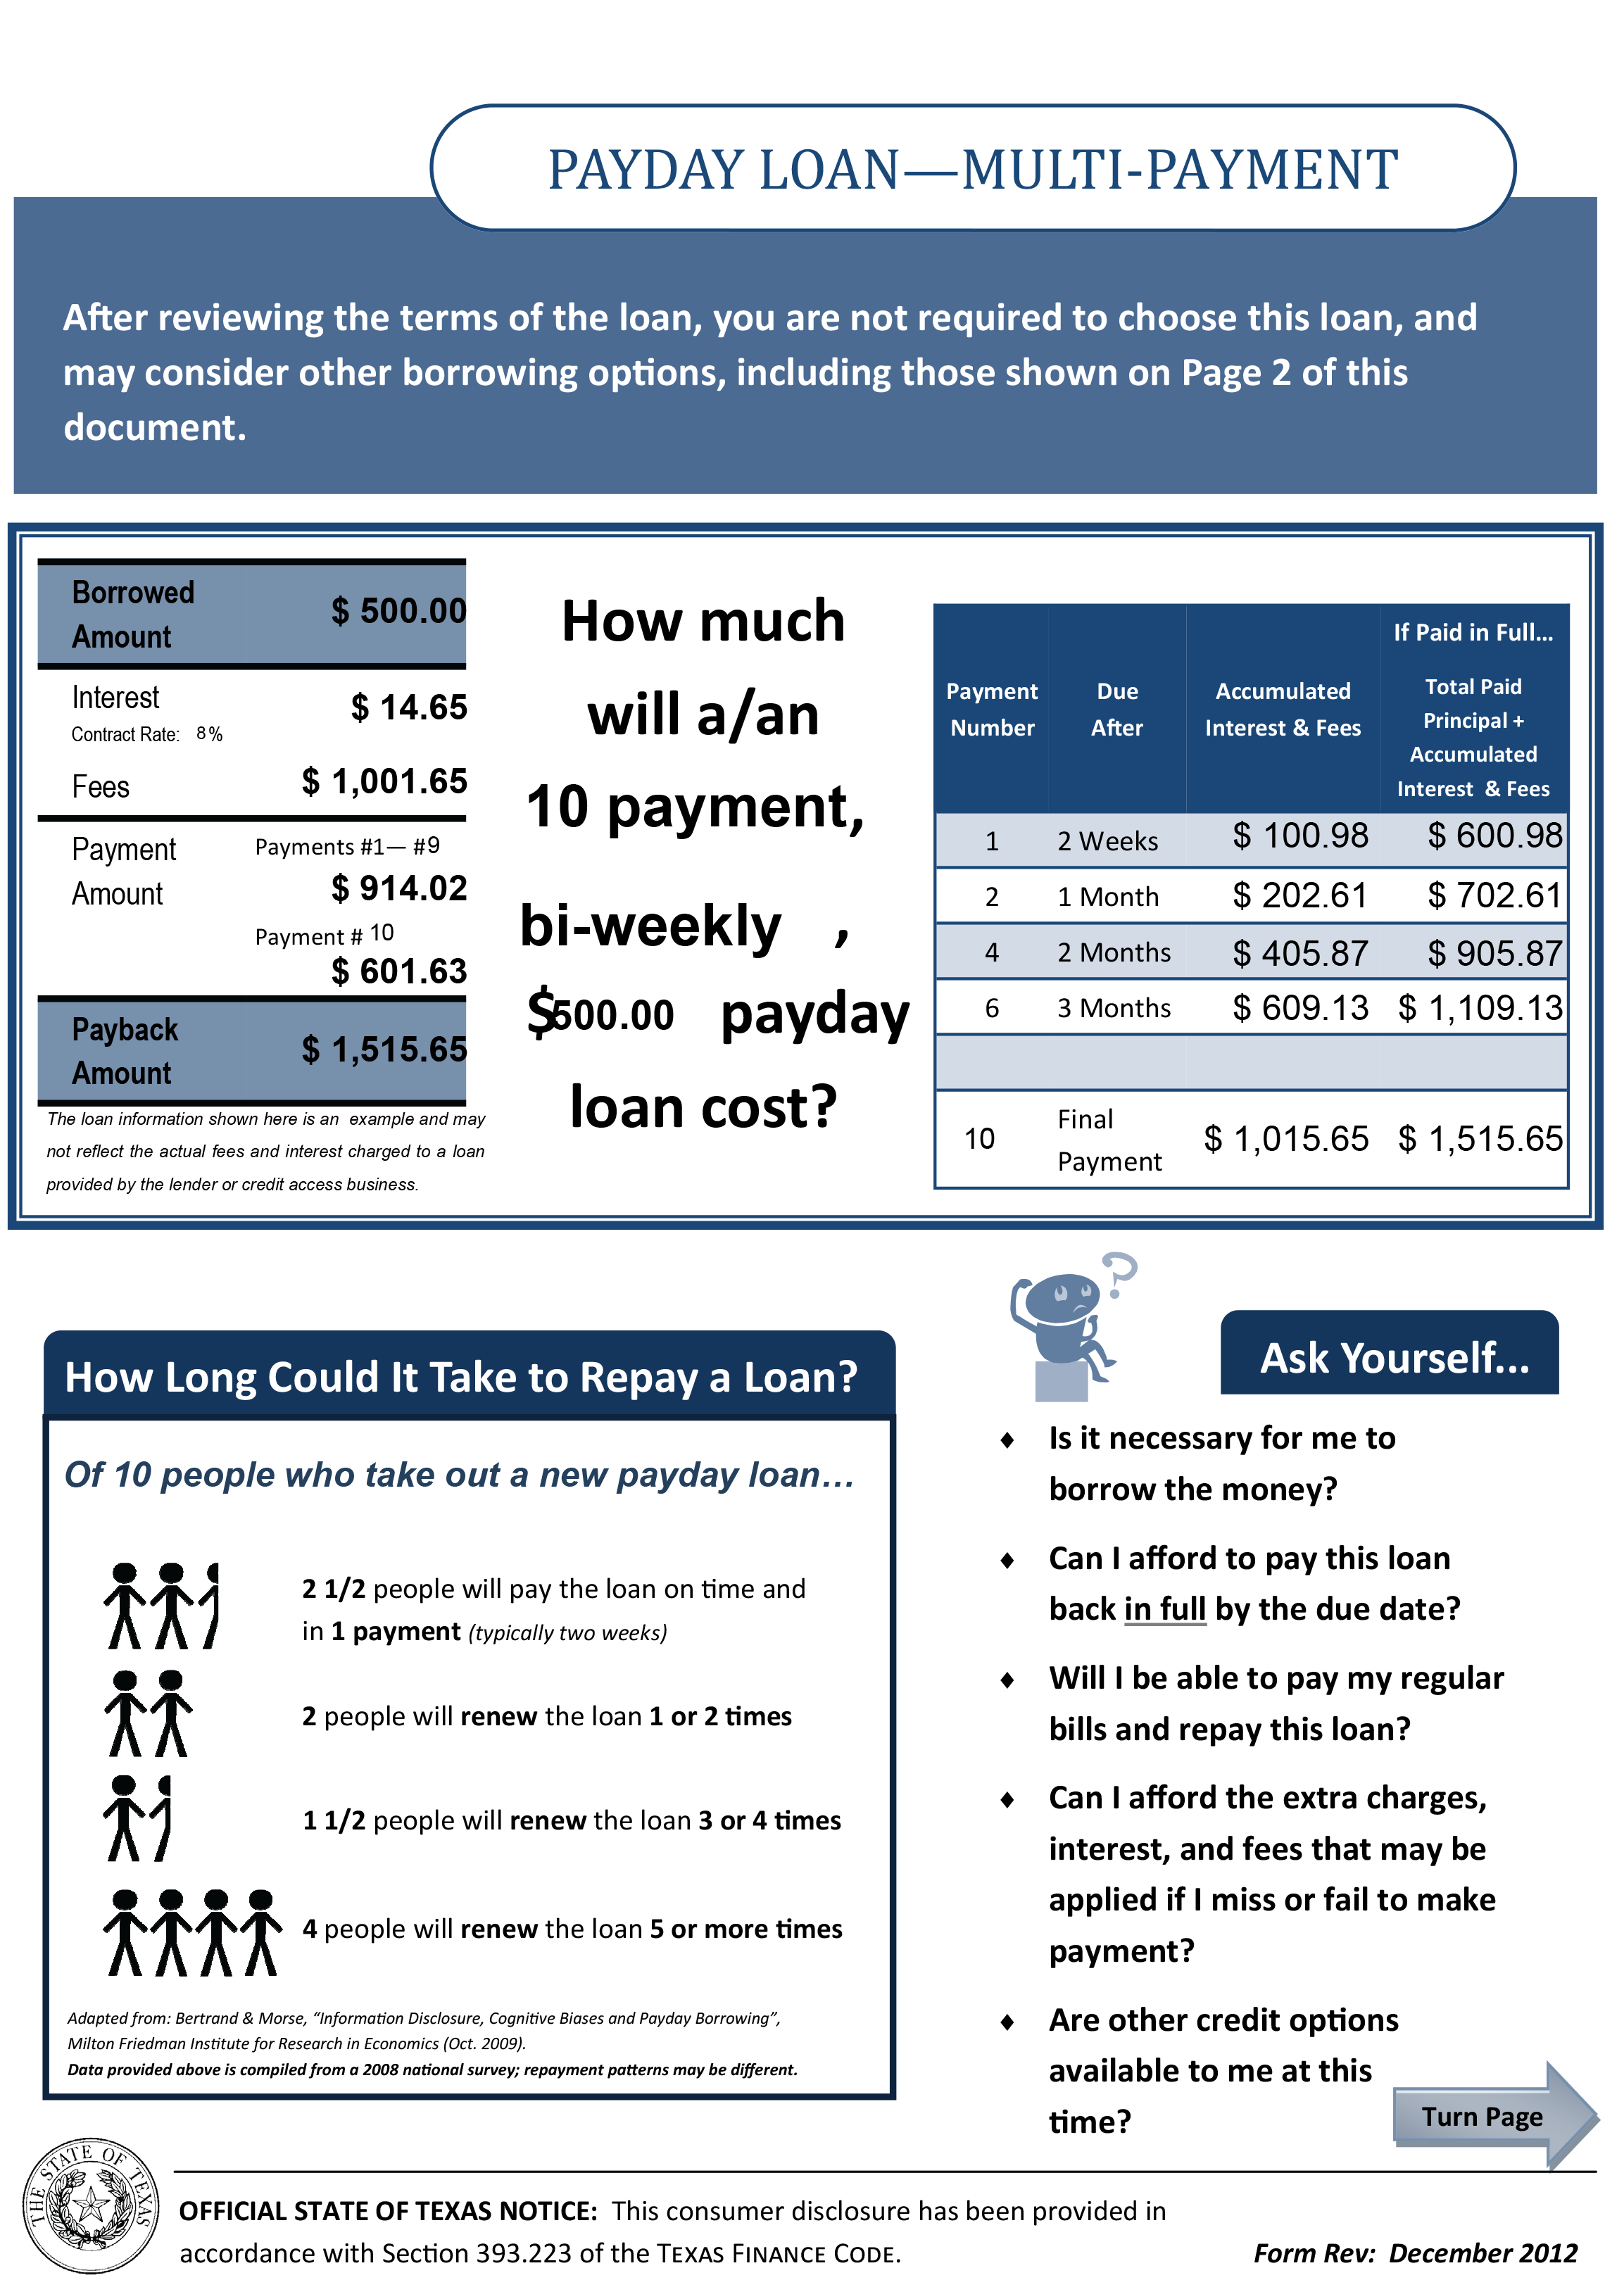 PAYDAY LOAN—MULTI-PAYMENT
After reviewing the terms of the loan, you are not required to choose this loan, and
may consider other borrowing options, including those shown on Page 2 of this
document.
Borrowed
Amount
$ 500.00
Interest
$ 14.65
Contract Rate: 8%
Fees
$ 1,001.65
Payment
Amount
Payments #1— #9
$ 914.02
Payment # 10
$ 601.63
Payback
Amount
$ 1,515.65
The loan information shown here is an example and may
not reflect the actual fees and interest charged to a loan
provided by the lender or credit access business.
How much
will a/an
10 payment,
bi-weekly ,
$500.00 payday
loan cost?
Payment
Number
Due
After
Accumulated
Interest & Fees
If Paid in Full...
Total Paid
Principal +
Accumulated
Interest & Fees
1 2 Weeks $ 100.98 $ 600.98
2 1 Month $ 202.61 $ 702.61
4 2 Months $ 405.87 $ 905.87
6 3 Months $ 609.13 $ 1,109.13
10 Final
Payment $ 1,015.65 $ 1,515.65
How Long Could It Take to Repay a Loan?
Of 10 people who take out a new payday loan...
2 1/2 people will pay the loan on time and
in 1 payment (typically two weeks)
2 people will renew the loan 1 or 2 times
1 1/2 people will renew the loan 3 or 4 times
4 people will renew the loan 5 or more times
Adapted from: Bertrand & Morse, “Information Disclosure, Cognitive Biases and Payday Borrowing”,
Milton Friedman Institute for Research in Economics (Oct. 2009).
Data provided above is compiled from a 2008 national survey; repayment patterns may be different.
?
Ask Yourself...
♦ Is it necessary for me to
borrow the money?
♦ Can I afford to pay this loan
back in full by the due date?
♦ Will I be able to pay my regular
bills and repay this loan?
♦ Can I afford the extra charges,
interest, and fees that may be
applied if I miss or fail to make
payment?
♦ Are other credit options
available to me at this
time?
Turn Page
THE STATE OF TEXAS
OFFICIAL STATE OF TEXAS NOTICE: This consumer disclosure has been provided in
accordance with Section 393.223 of the TEXAS FINANCE CODE.
Form Rev: December 2012